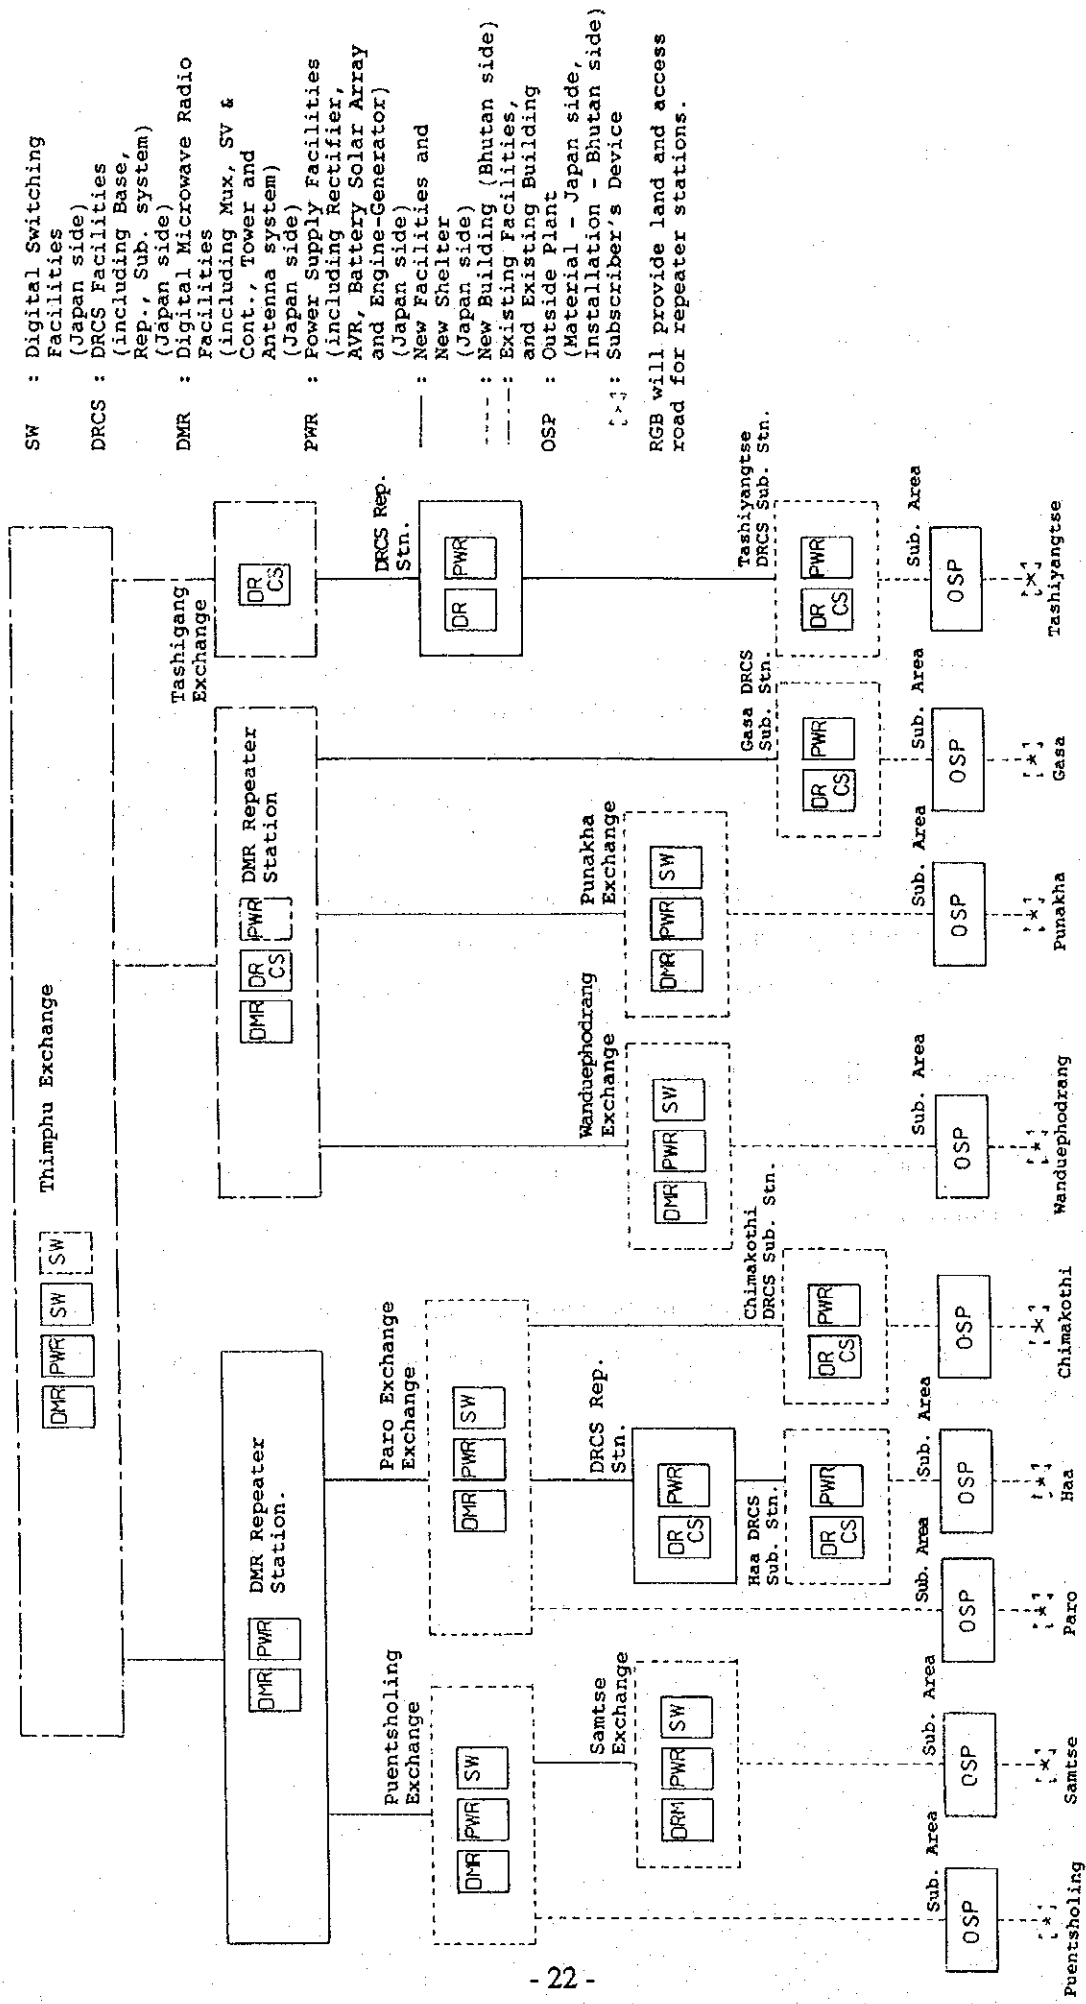 Thimphu Exchange
DMR
PWR
SW
SW
DMR Repeater
Station.
DMR
PWR
DMR Repeater
Station
DMR
DR
CS
PWR
Tashigang
Exchange
DR
CS
Puentsholing
Exchange
DMR
PWR
SW
Paro Exchange
Exchange
DMR
PWR
SW
DRCS Rep.
Stn.
DR
PWR
Samtse
Exchange
DRM
PWR
SW
DRCS Rep.
Stn.
DR
CS
PWR
Wanduephodrang
Exchange
DMR
PWR
SW
Punakha
Exchange
DMR
PWR
SW
Haa DRCS
Sub. Stn.
DR
CS
PWR
Chimakothi
DRCS Sub. Stn.
DR
CS
PWR
Gasa DRCS
Sub. Stn.
DR
CS
PWR
Tashiyangtse
DRCS Sub. Stn.
DR
CS
PWR
Sub. Area
OSP
*1
Puentsholing
Sub. Area
OSP
*1
Samtse
Sub. Area
OSP
*1
Paro
Sub. Area
OSP
*1
Haa
OSP
*1
Chimakothi
Sub. Area
OSP
*1
Wanduephodrang
Sub. Area
OSP
*1
Punakha
Sub. Area
OSP
*1
Gasa
Sub. Area
OSP
*1
Tashiyangtse
SW : Digital Switching
Facilities
(Japan side)
DRCS : DRCS Facilities
(including Base,
Rep., Sub. system)
(Japan side)
DMR : Digital Microwave Radio
Facilities
(including Mux, SV &
Cont., Tower and
Antenna system)
(Japan side)
PWR : Power Supply Facilities
(including Rectifier,
AVR, Battery Solar Array
and Engine-Generator)
(Japan side)
—— : New Facilities and
New Shelter
(Japan side)
---- : New Building (Bhutan side)
—-— : Existing Facilities,
and Existing Building
OSP : Outside Plant
(Material - Japan side,
Installation - Bhutan side)
: Subscriber's Device
RGB will provide land and access
road for repeater stations.
- 22 -